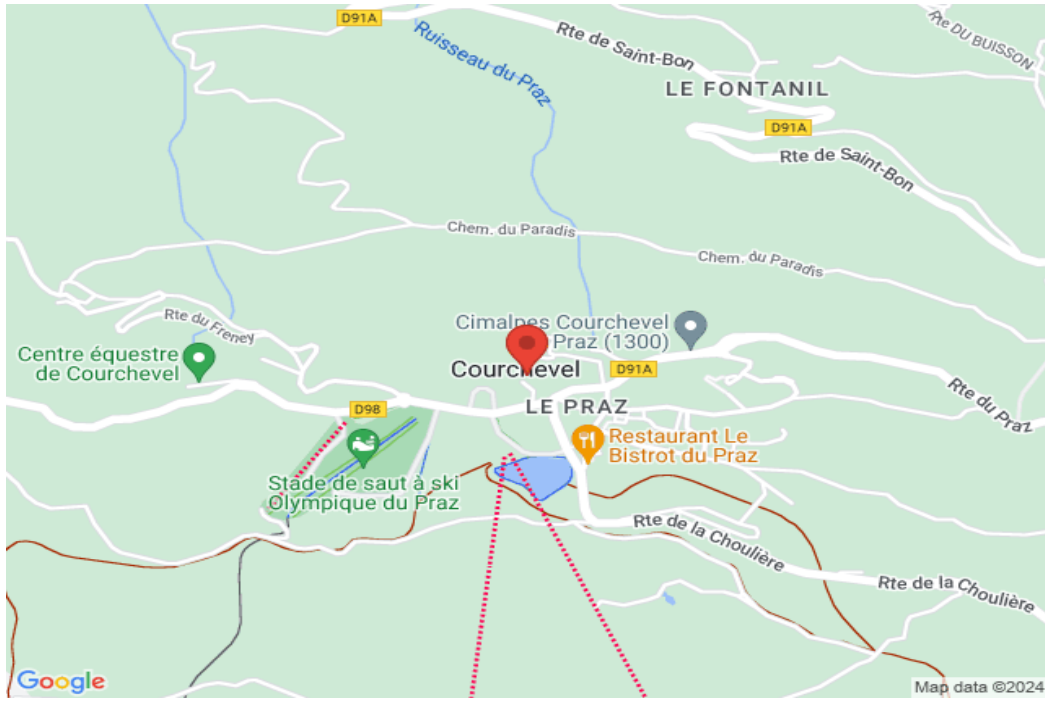 D91A
Ruisseau du Praz
Rte de Saint-Bon
Rte DU BUISSON
LE FONTANIL
D91A
Rte de Saint-Bon
Chem. du Paradis
Chem. du Paradis
Rte du Freney
Cimalpes Courchevel
Praz (1300)
Centre équestre
de Courchevel
Courchevel
D91A
Rte du Praz
D98
LE PRAZ
Restaurant Le
Bistrot du Praz
Stade de saut à ski
Olympique du Praz
Rte de la Choulière
Rte de la Choulière
Google
Map data ©2024